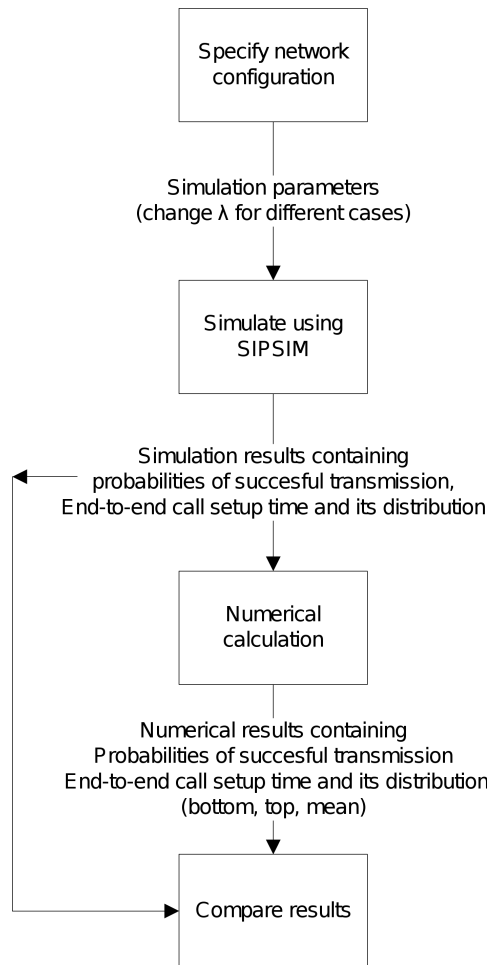 Specify network
configuration
Simulation parameters
(change λ for different cases)
Simulate using
SIPSIM
Simulation results containing
probabilities of succesful transmission,
End-to-end call setup time and its distribution
Numerical
calculation
Numerical results containing
Probabilities of succesful transmission
End-to-end call setup time and its distribution
(bottom, top, mean)
Compare results